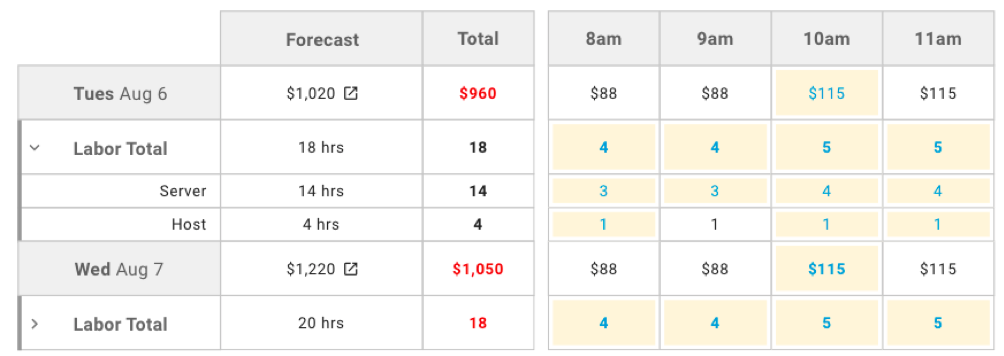 Forecast Total 8am 9am 10am 11am
Tues Aug 6 $1,020 $960 $88 $88 $115 $115
Labor Total 18 hrs 18 4 4 5 5
Server 14 hrs 14 3 3 4 4
Host 4 hrs 4 1 1 1 1
Wed Aug 7 $1,220 $1,050 $88 $88 $115 $115
Labor Total 20 hrs 18 4 4 5 5